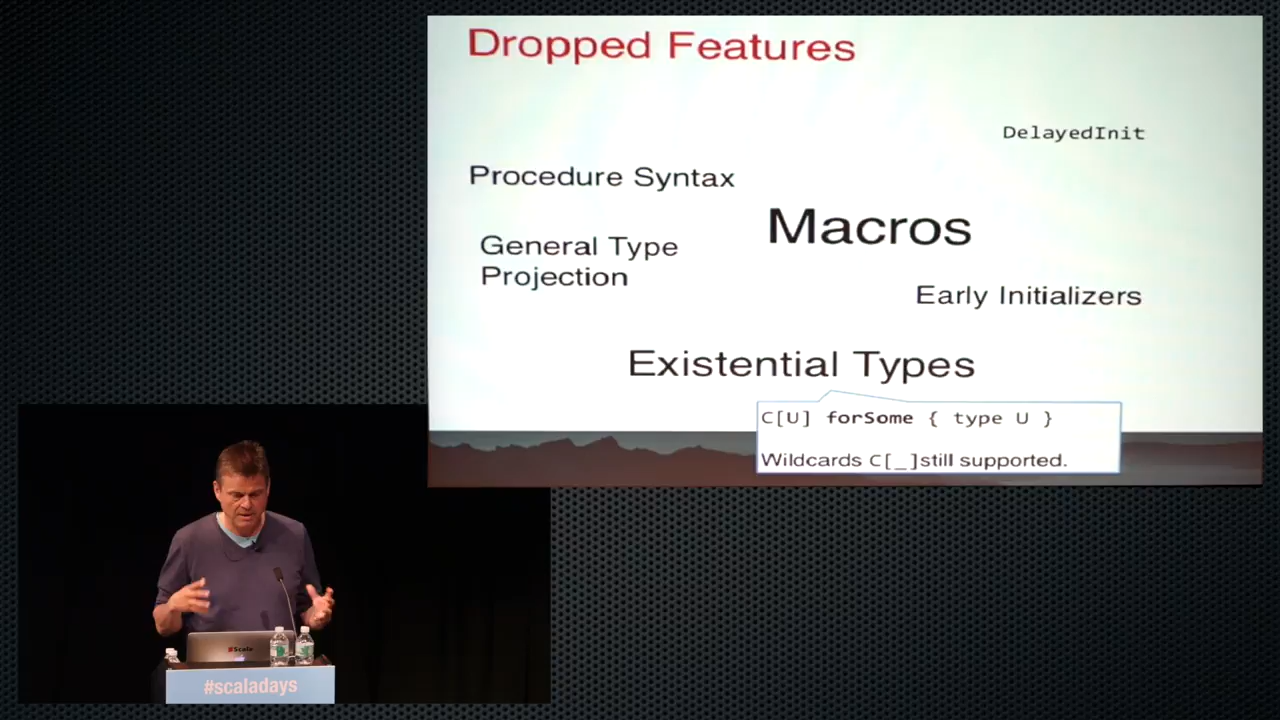 Dropped Features
DelayedInit
Procedure Syntax
Macros
General Type
Projection
Early Initializers
Existential Types
C[U] forSome { type U }
Wildcards C[_]still supported.
#Scala
#scaladays